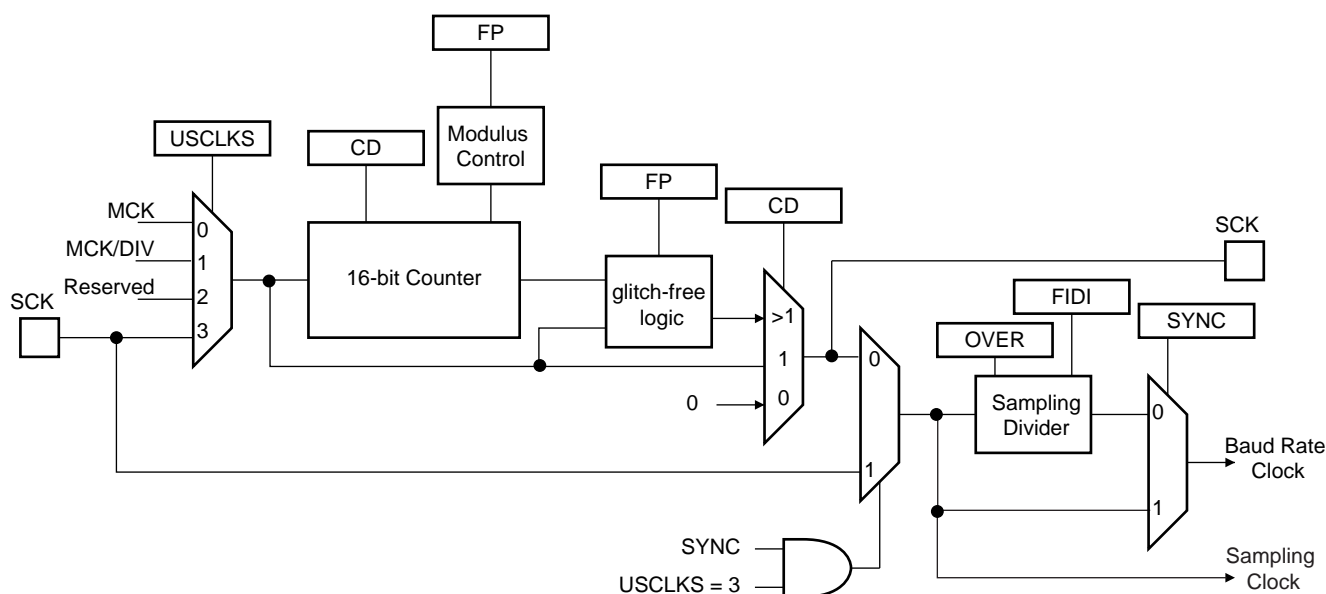 FP
USCLKS
CD
Modulus
Control
FP
CD
MCK
MCK/DIV
Reserved
SCK
0
1
2
3
16-bit Counter
glitch-free
logic
>1
1
0
0
SCK
FIDI
SYNC
OVER
0
1
Sampling
Divider
0
1
Baud Rate
Clock
SYNC
USCLKS = 3
Sampling
Clock